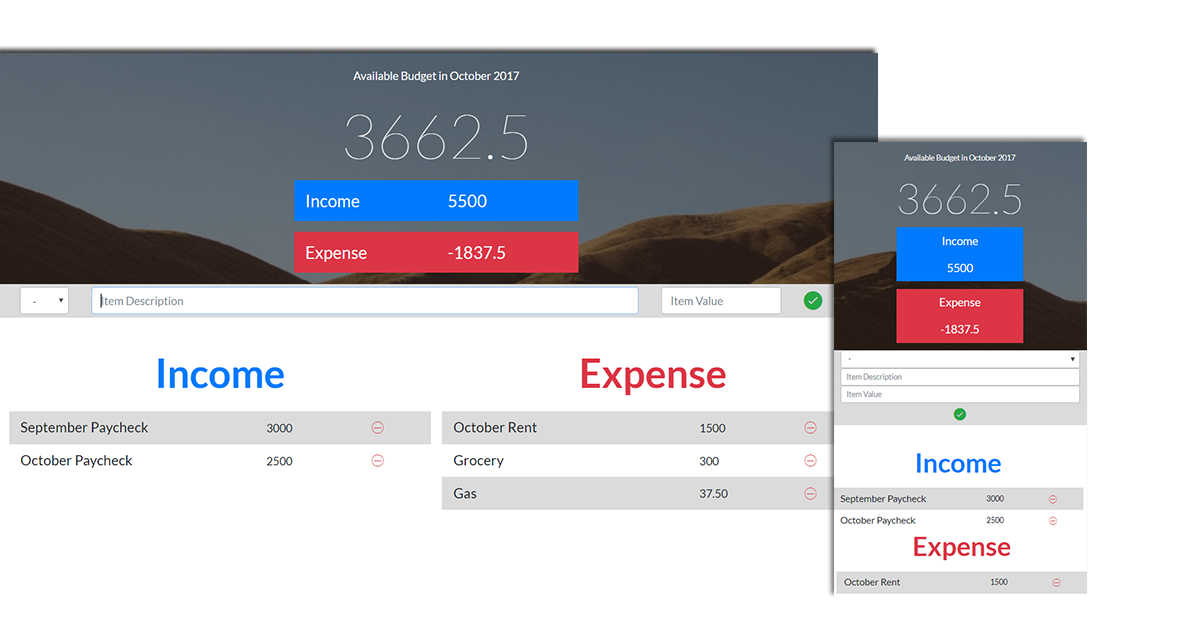 Available Budget in October 2017
3662.5
Income 5500
Expense -1837.5
- Item Description Item Value
Income
September Paycheck 3000
October Paycheck 2500
Expense
October Rent 1500
Grocery 300
Gas 37.50
Available Budget in October 2017
3662.5
Income
5500
Expense
-1837.5
-
Item Description
Item Value
Income
September Paycheck 3000
October Paycheck 2500
Expense
October Rent 1500